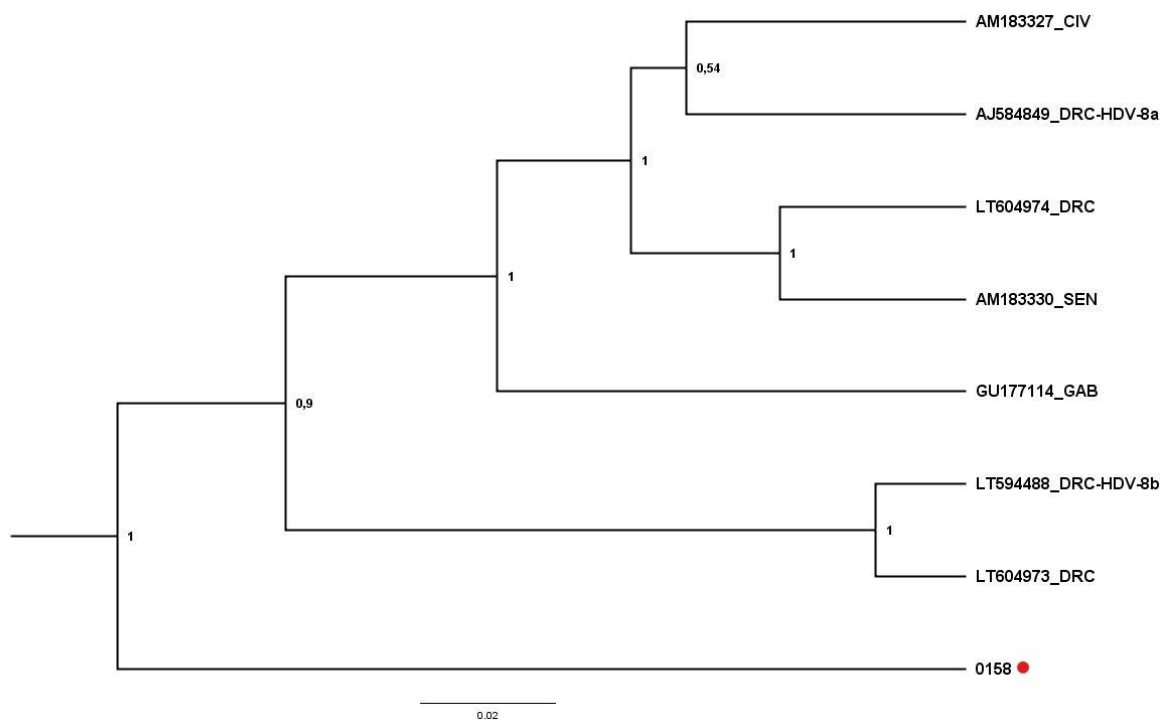 AM183327_CIV
0,54
AJ584849_DRC-HDV-8a
1
LT604974_DRC
1
AM183330_SEN
1
GU177114_GAB
0,9
LT594488_DRC-HDV-8b
1
1
LT604973_DRC
0158
0.02